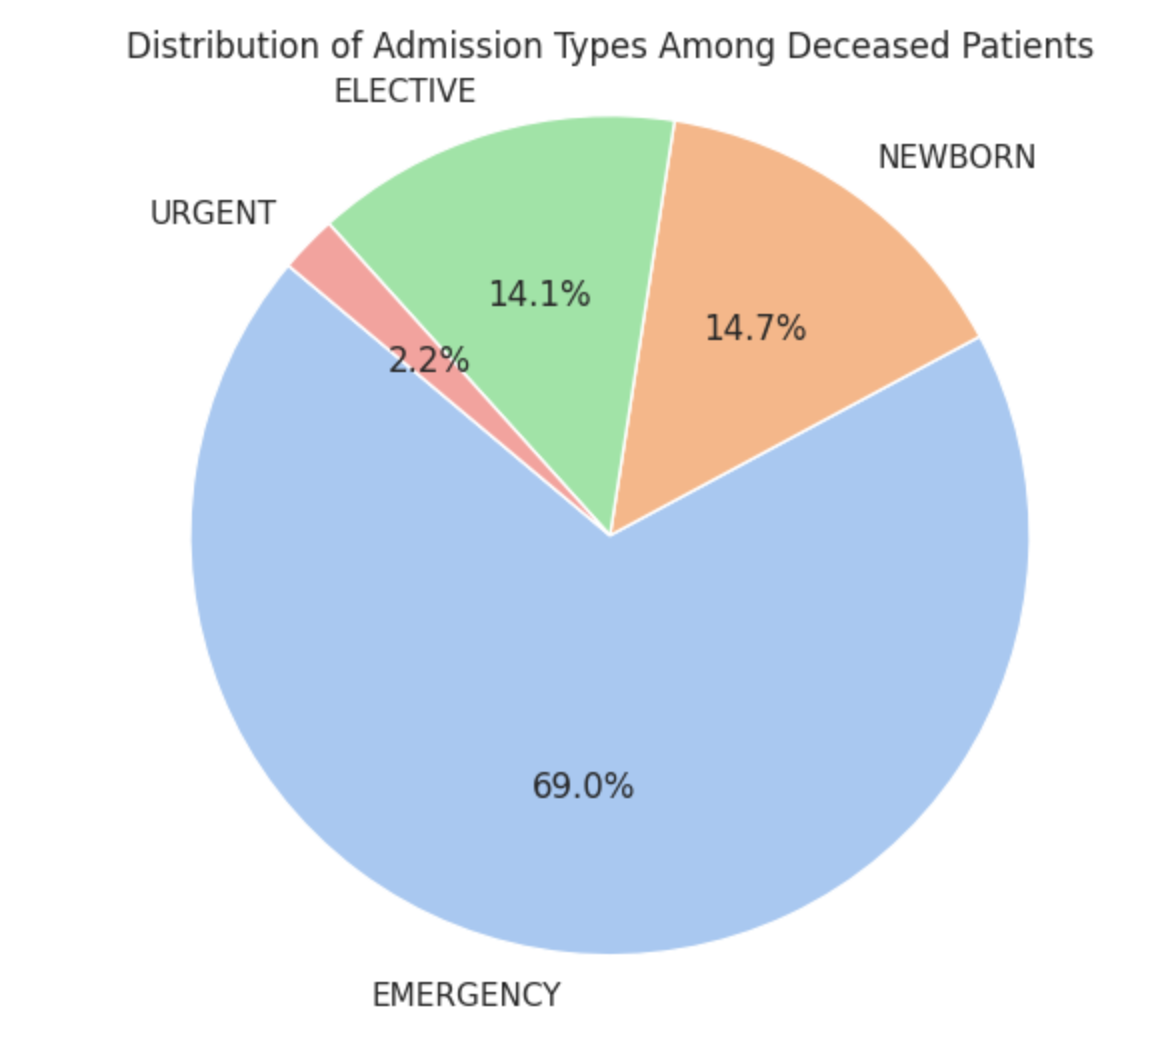 Distribution of Admission Types Among Deceased Patients
ELECTIVE
NEWBORN
URGENT
14.1%
14.7%
2.2%
69.0%
EMERGENCY